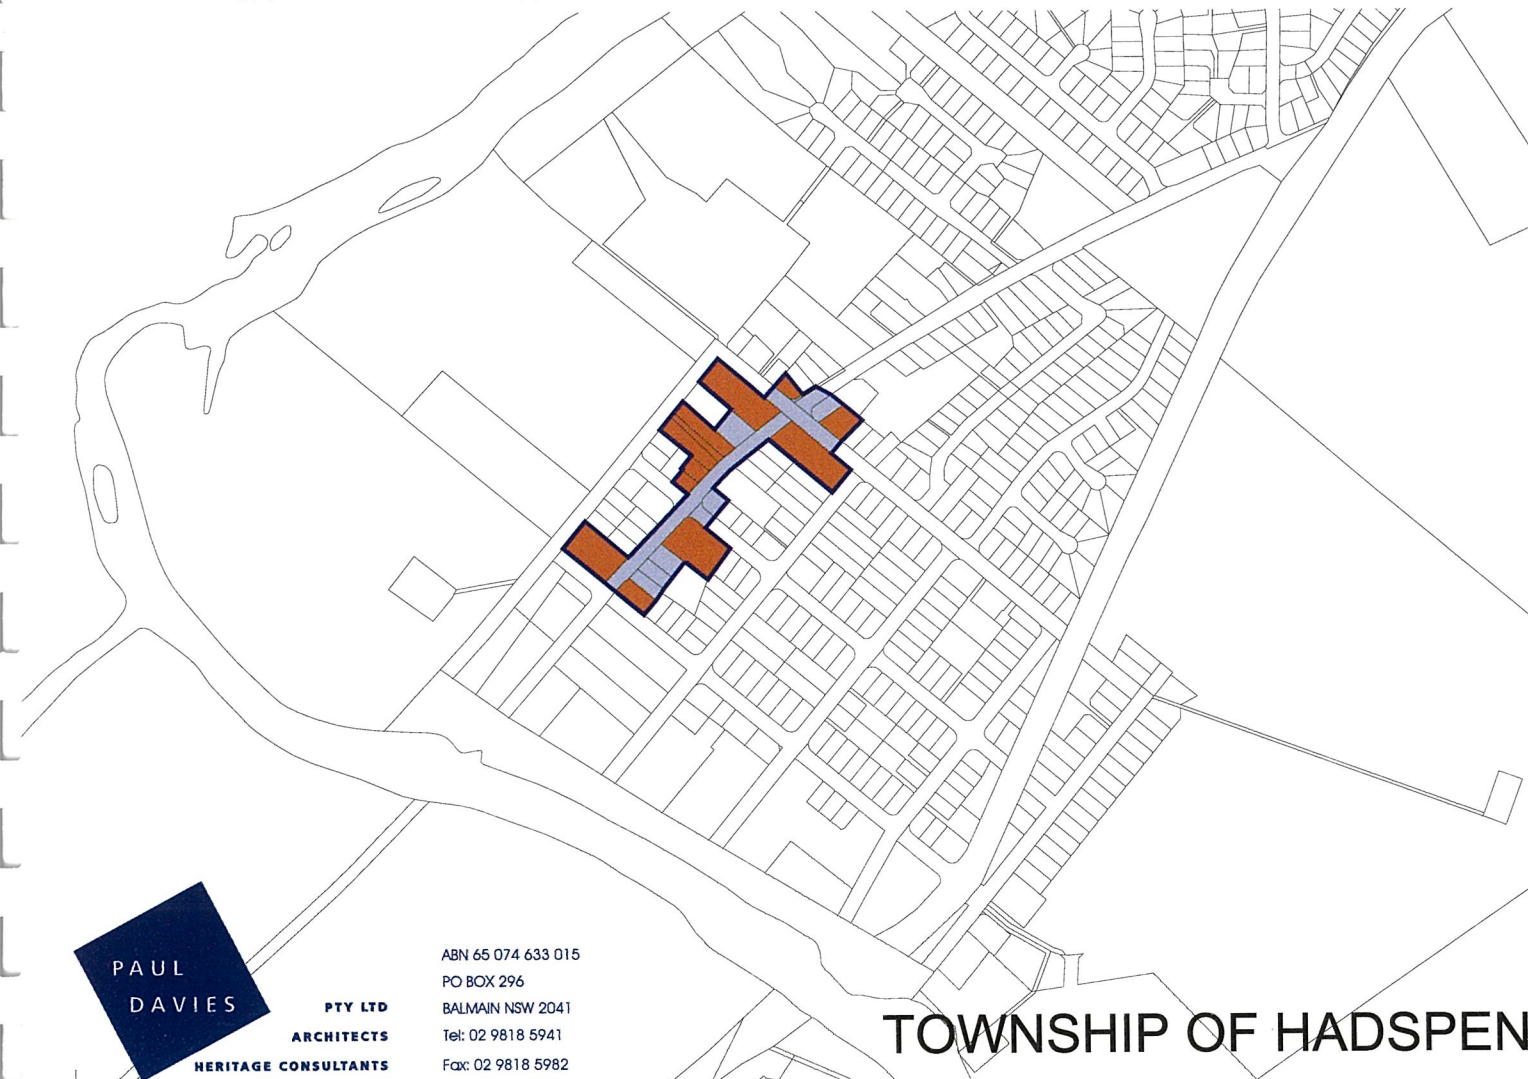 PAUL
DAVIES
PTY LTD
ARCHITECTS
HERITAGE CONSULTANTS
ABN 65 074 633 015
PO BOX 296
BALMAIN NSW 2041
Tel: 02 9818 5941
Fax: 02 9818 5982
TOWNSHIP OF HADSPEN